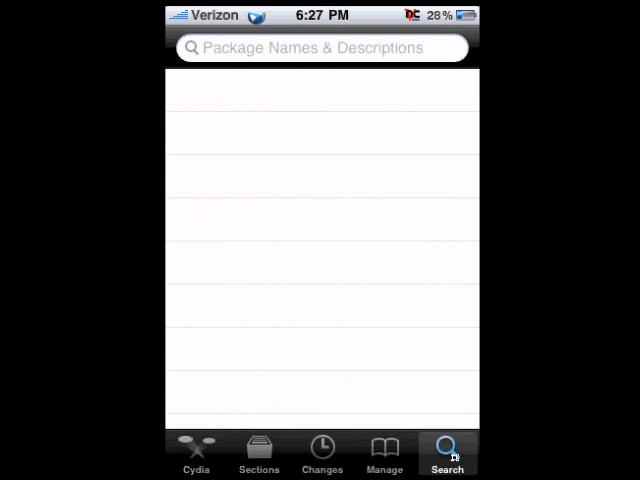 Verizon 6:27 PM 28%
Package Names & Descriptions
Cydia Sections Changes Manage Search